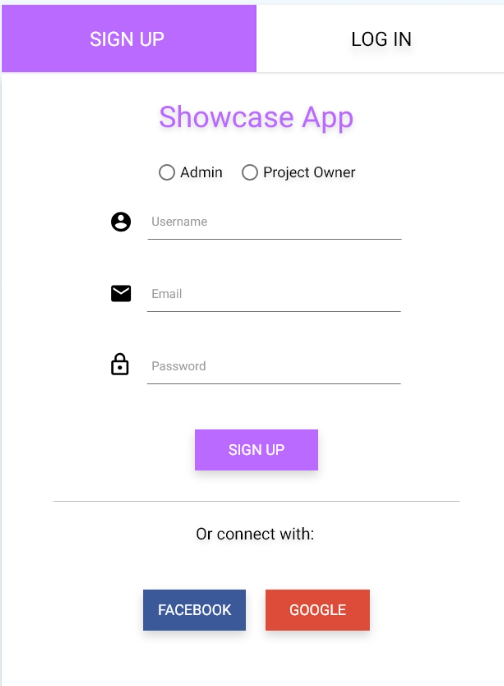 SIGN UP LOG IN
Showcase App
Admin Project Owner
Username
Email
Password
SIGN UP
Or connect with:
FACEBOOK GOOGLE